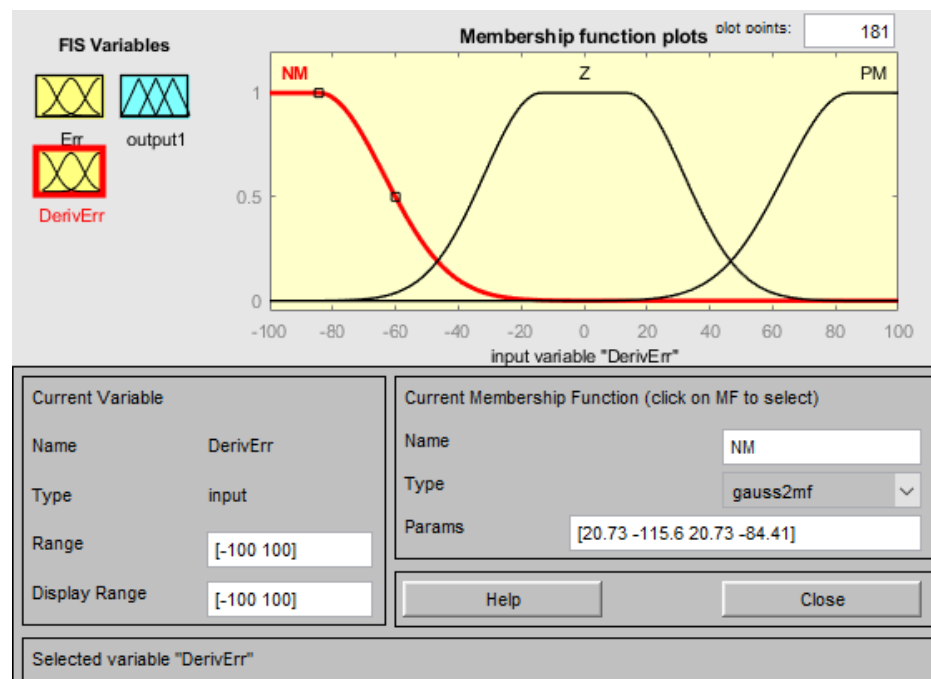 FIS Variables
Err
output1
DerivErr
Membership function plots
plot points:
181
NM
Z
PM
1
0.5
0
-100 -80 -60 -40 -20 0 20 40 60 80 100
input variable "DerivErr"
Current Variable
Name DerivErr
Type input
Range [-100 100]
Display Range [-100 100]
Current Membership Function (click on MF to select)
Name NM
Type gauss2mf
Params [20.73 -115.6 20.73 -84.41]
Help
Close
Selected variable "DerivErr"